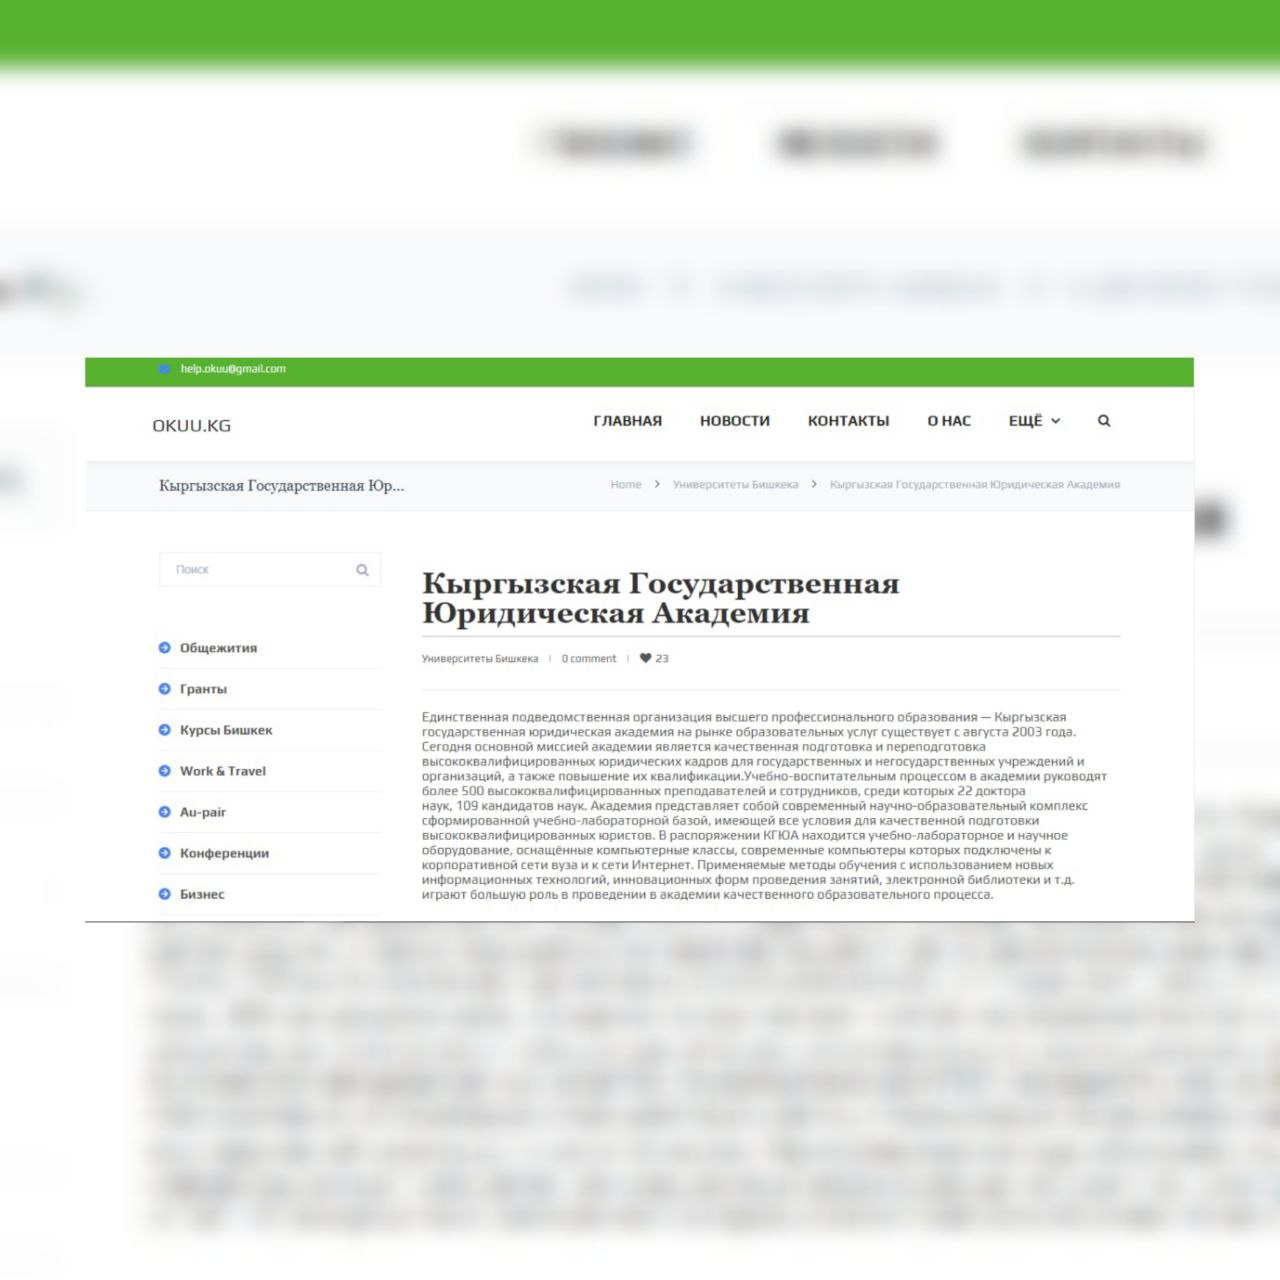 help.okuu@gmail.com
OKUU.KG
ГЛАВНАЯ НОВОСТИ КОНТАКТЫ О НАС ЕЩЁ
Кыргызская Государственная Юр...
Home > Университеты Бишкека > Кыргызская Государственная Юридическая Академия
Поиск
Общежития
Гранты
Курсы Бишкек
Work & Travel
Au-pair
Конференции
Бизнес
Кыргызская Государственная
Юридическая Академия
Университеты Бишкека | 0 comment | 23
Единственная подведомственная организация высшего профессионального образования — Кыргызская
государственная юридическая академия на рынке образовательных услуг существует с августа 2003 года.
Сегодня основной миссией академии является качественная подготовка и переподготовка
высококвалифицированных юридических кадров для государственных и негосударственных учреждений и
организаций, а также повышение их квалификации.Учебно-воспитательным процессом в академии руководят
более 500 высококвалифицированных преподавателей и сотрудников, среди которых 22 доктора
наук, 109 кандидатов наук. Академия представляет собой современный научно-образовательный комплекс
сформированной учебно-лабораторной базой, имеющей все условия для качественной подготовки
высококвалифицированных юристов. В распоряжении КГЮА находится учебно-лабораторное и научное
оборудование, оснащённые компьютерные классы, современные компьютеры которых подключены к
корпоративной сети вуза и к сети Интернет. Применяемые методы обучения с использованием новых
информационных технологий, инновационных форм проведения занятий, электронной библиотеки и т.д.
играют большую роль в проведении в академии качественного образовательного процесса.